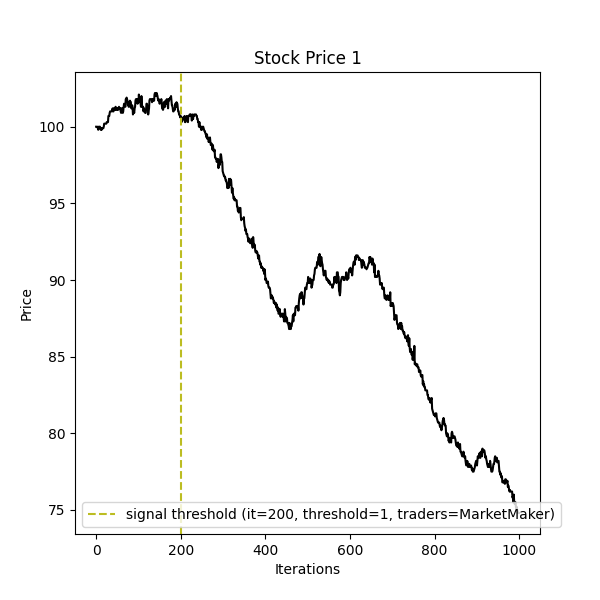 Stock Price 1
Price
100
95
90
85
80
75
signal threshold (it=200, threshold=1, traders=MarketMaker)
0 200 400 600 800 1000
Iterations